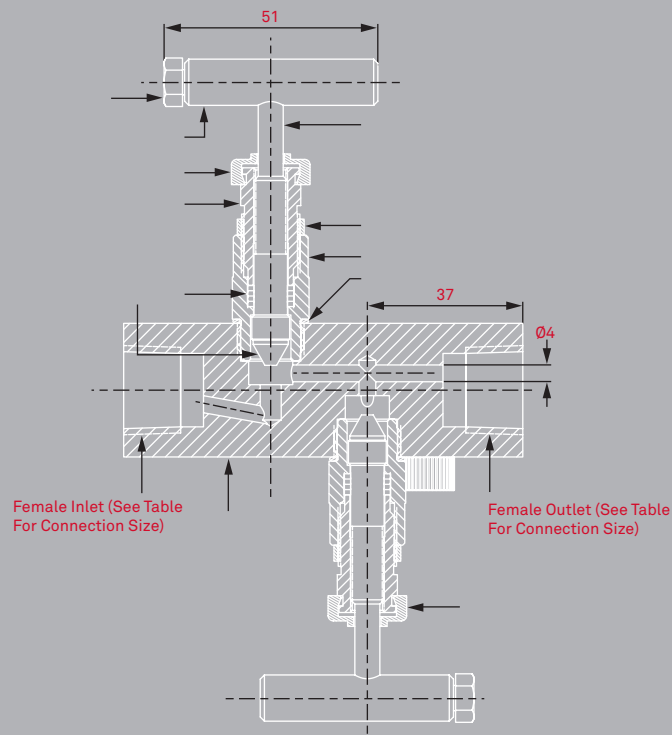 51
37
Ø4
Female Inlet (See Table
For Connection Size)
Female Outlet (See Table
For Connection Size)